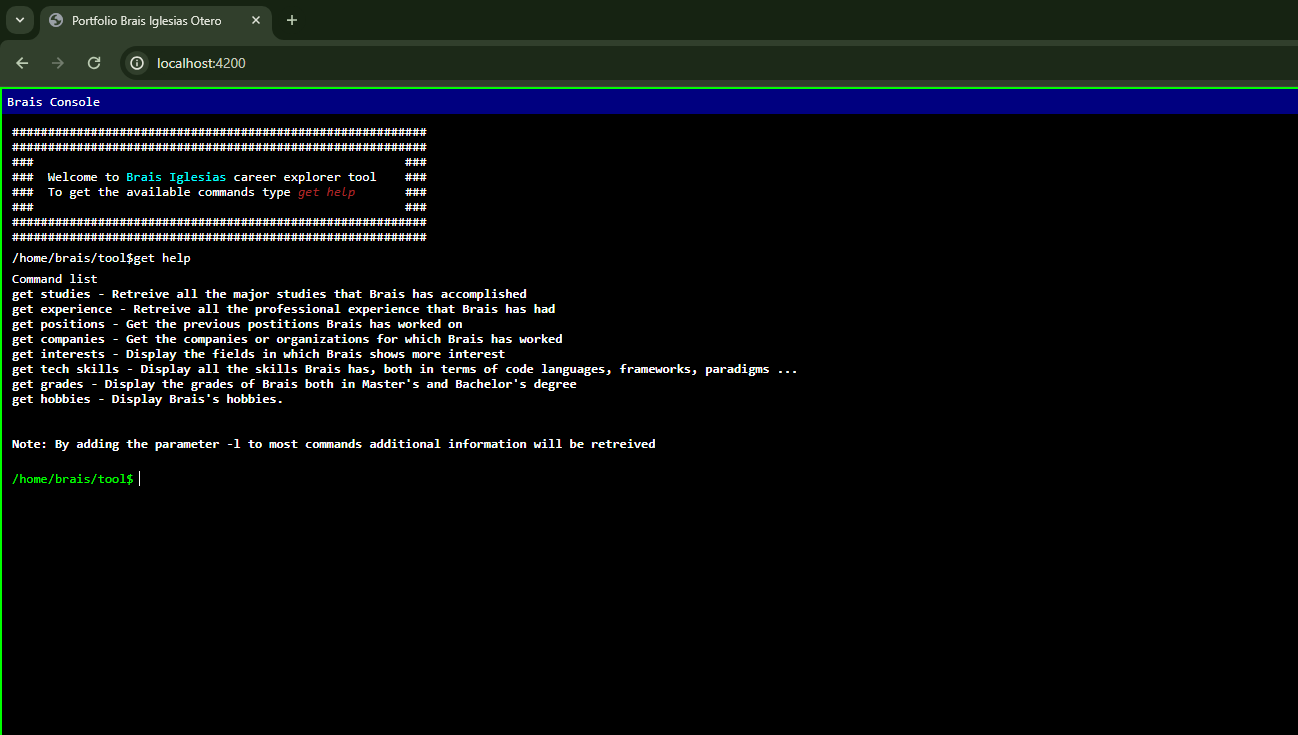 Portfolio Brais Iglesias Otero
localhost:4200
Brais Console
##########################################################
##########################################################
###                                                    ###
###  Welcome to Brais Iglesias career explorer tool    ###
###  To get the available commands type get help       ###
###                                                    ###
##########################################################
##########################################################
/home/brais/tool$get help
Command list
get studies - Retreive all the major studies that Brais has accomplished
get experience - Retreive all the professional experience that Brais has had
get positions - Get the previous postitions Brais has worked on
get companies - Get the companies or organizations for which Brais has worked
get interests - Display the fields in which Brais shows more interest
get tech skills - Display all the skills Brais has, both in terms of code languages, frameworks, paradigms ...
get grades - Display the grades of Brais both in Master's and Bachelor's degree
get hobbies - Display Brais's hobbies.
Note: By adding the parameter -l to most commands additional information will be retreived
/home/brais/tool$